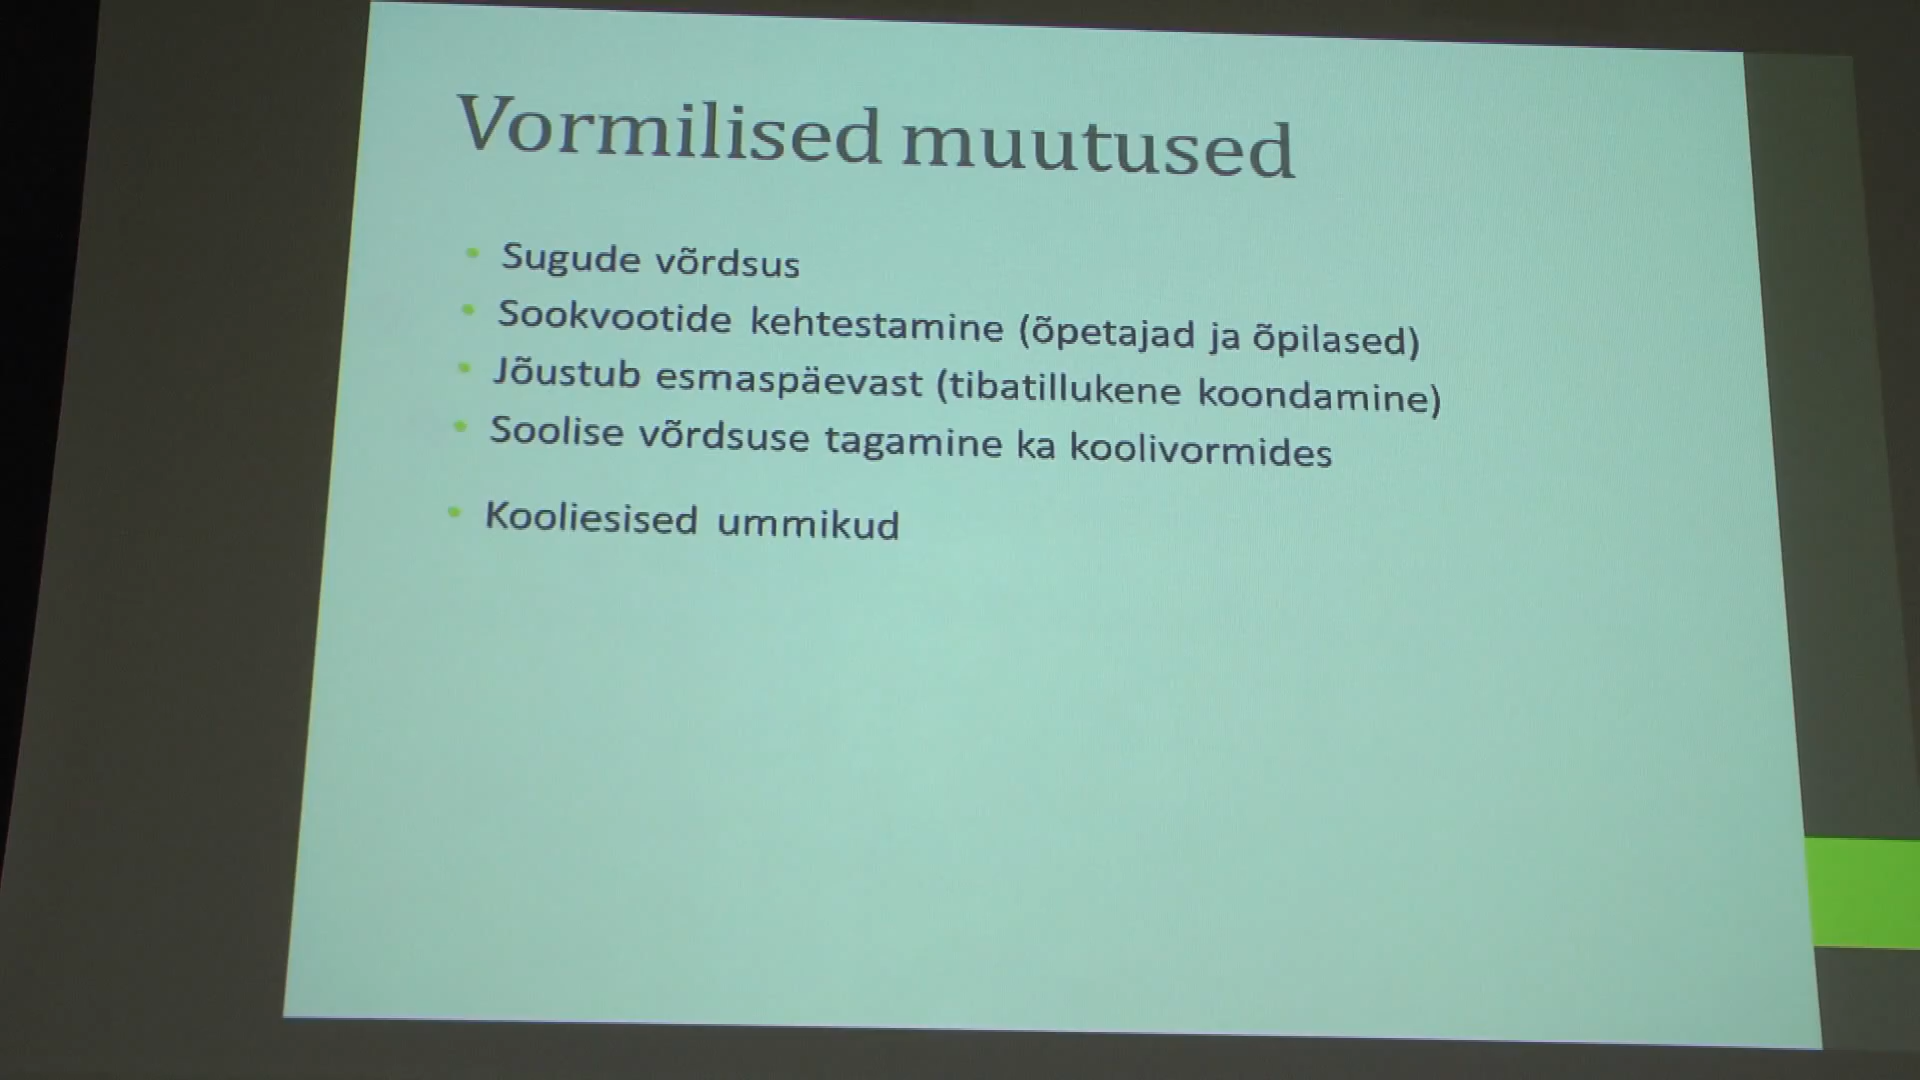 Vormilised muutused
• Sugude võrdsus
• Sookvootide kehtestamine (õpetajad ja õpilased)
• Jõustub esmaspäevast (tibatillukene koondamine)
• Soolise võrdsuse tagamine ka koolivormides
• Kooliesised ummikud